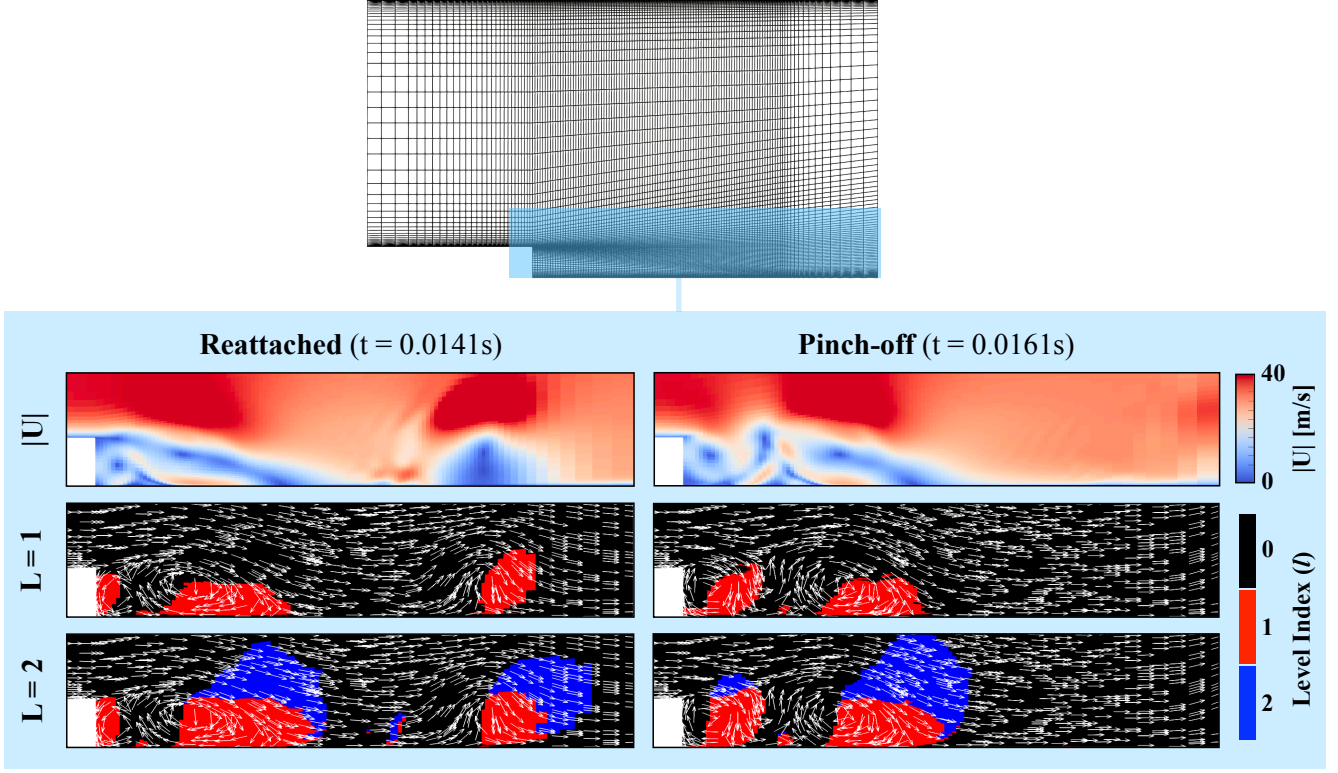 Reattached (t = 0.0141s)
Pinch-off (t = 0.0161s)
|U|
40
0
|U| [m/s]
L = 1
L = 2
0
1
2
Level Index (l)